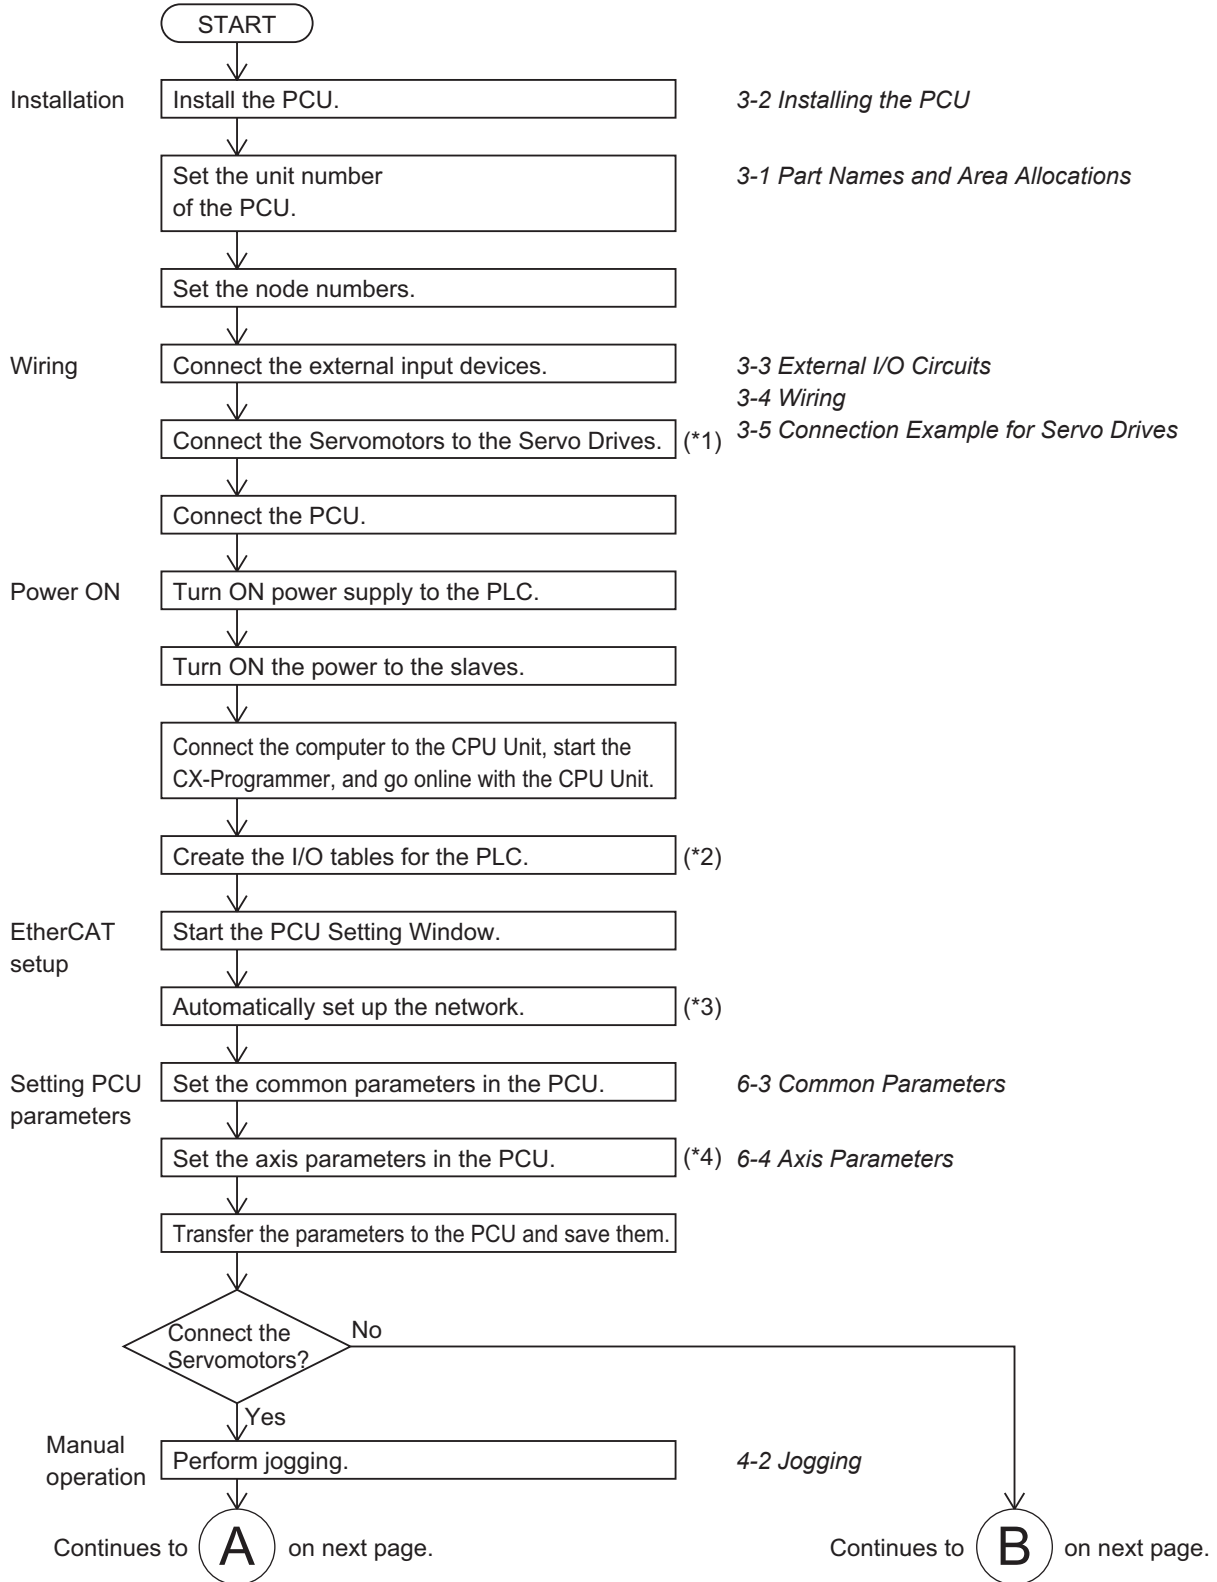 START
Installation
Install the PCU.
3-2 Installing the PCU
Set the unit number
of the PCU.
3-1 Part Names and Area Allocations
Set the node numbers.
Wiring
Connect the external input devices.
3-3 External I/O Circuits
3-4 Wiring
Connect the Servomotors to the Servo Drives.
(*1)
3-5 Connection Example for Servo Drives
Connect the PCU.
Power ON
Turn ON power supply to the PLC.
Turn ON the power to the slaves.
Connect the computer to the CPU Unit, start the
CX-Programmer, and go online with the CPU Unit.
Create the I/O tables for the PLC.
(*2)
EtherCAT
setup
Start the PCU Setting Window.
Automatically set up the network.
(*3)
Setting PCU
parameters
Set the common parameters in the PCU.
6-3 Common Parameters
Set the axis parameters in the PCU.
(*4)
6-4 Axis Parameters
Transfer the parameters to the PCU and save them.
Connect the
Servomotors?
No
Yes
Manual
operation
Perform jogging.
4-2 Jogging
Continues to A on next page.
Continues to B on next page.